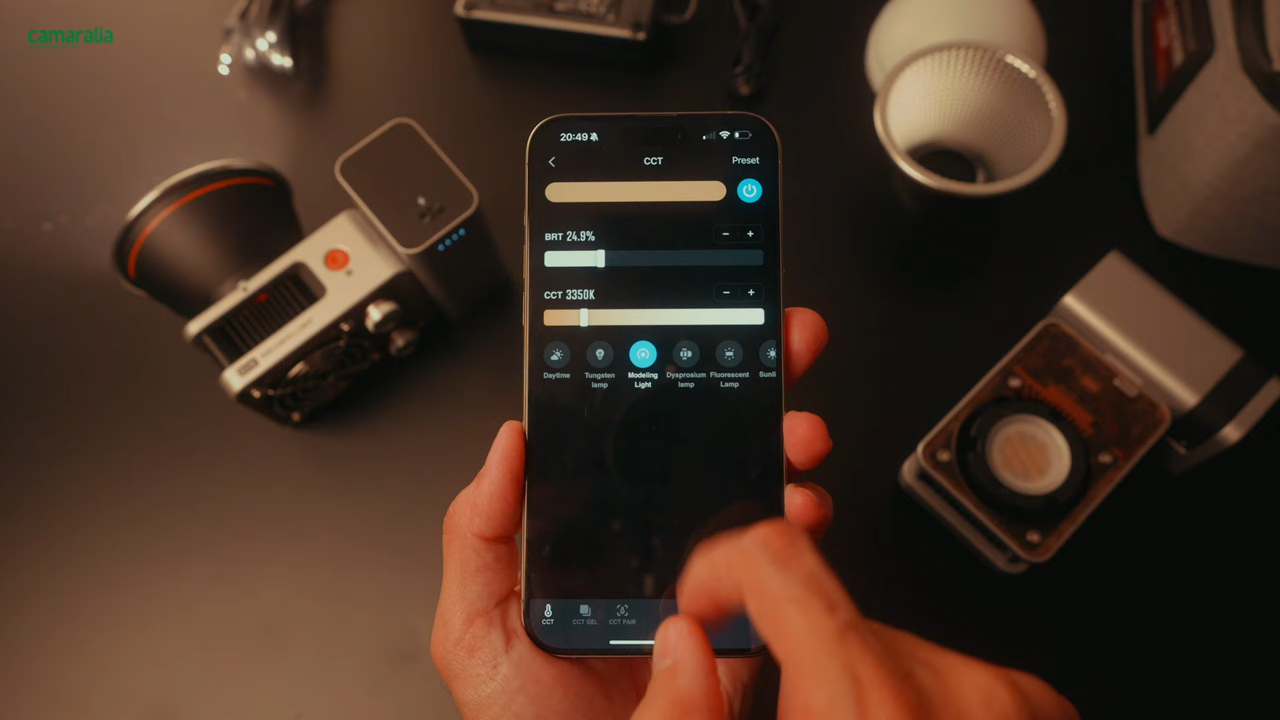 camaralia
20:49
CCT
Preset
BRT 24.9%
− +
CCT 3350K
− +
Daytime
Tungsten lamp
Modeling Light
Dysprosium lamp
Fluorescent Lamp
Sunli
CCT
CCT GEL
CCT PAIR